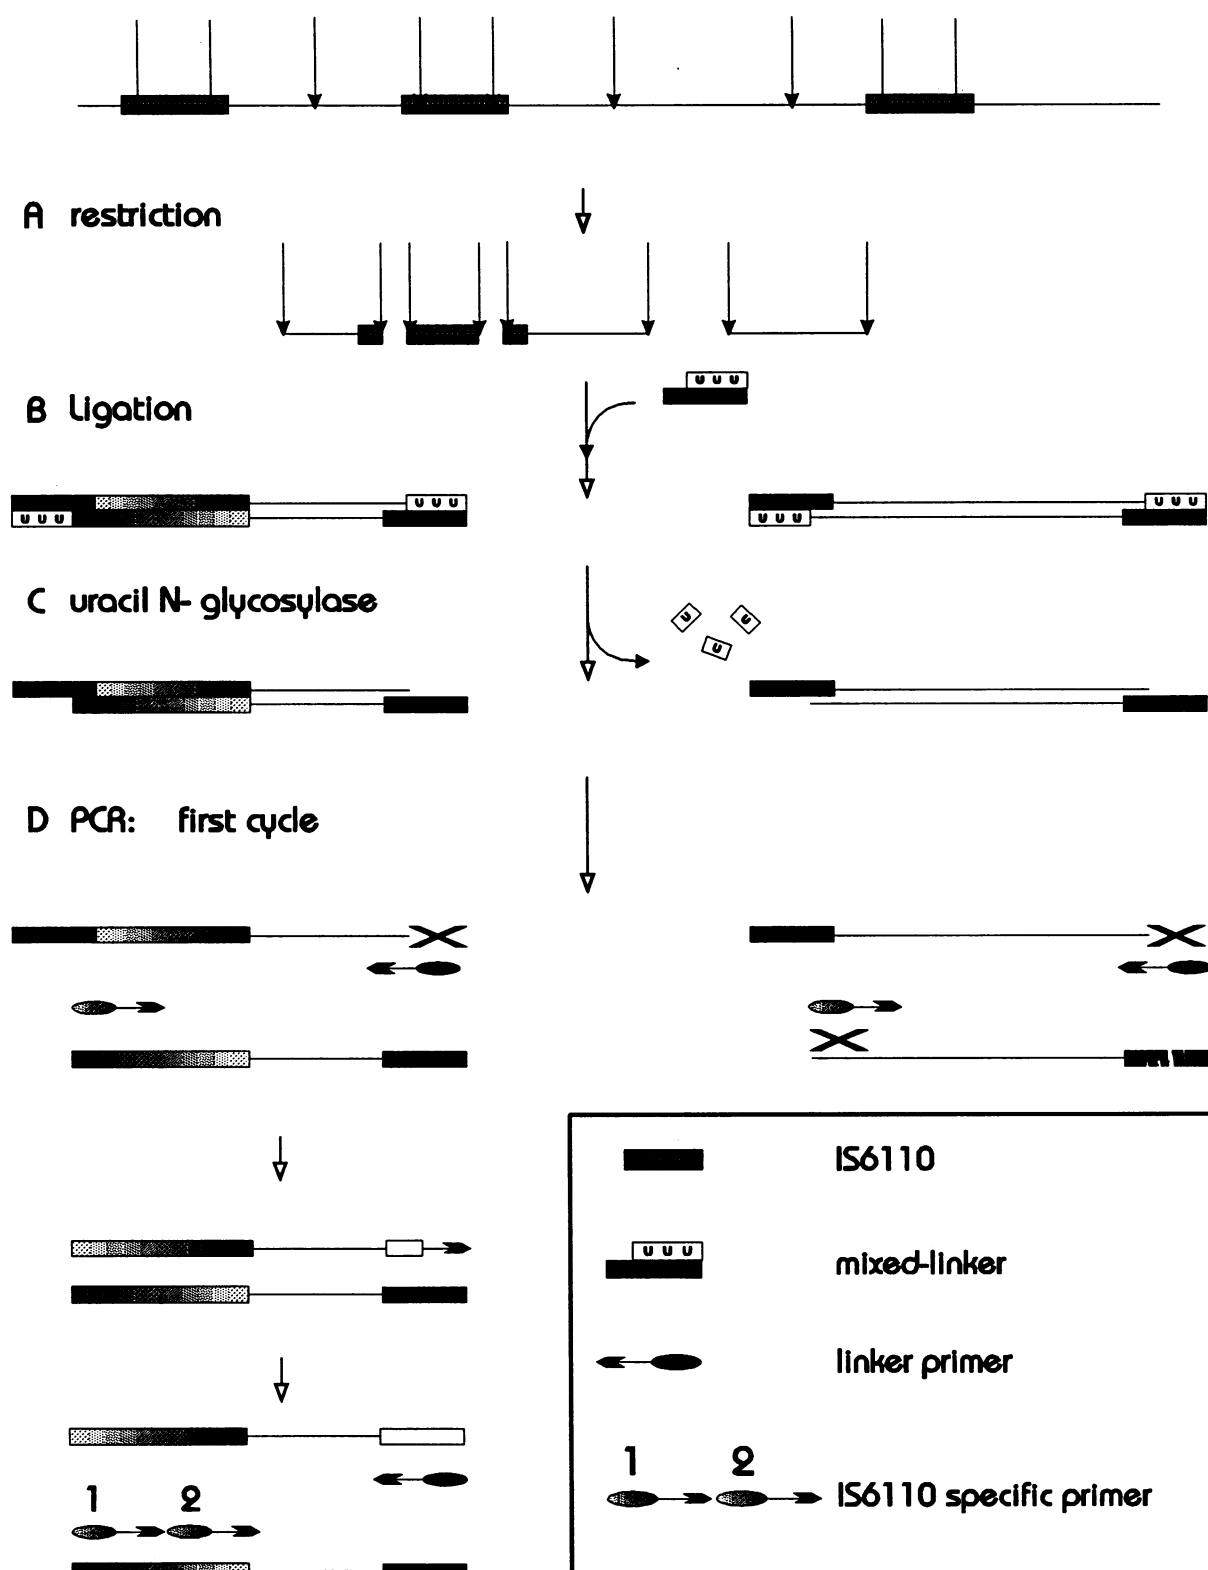 A restriction
B Ligation
U U U
U U U
U U U
U U U
U U U
C uracil N- glycosylase
U U
U
D PCR: first cycle
IS6110
U U U
mixed-linker
linker primer
1 2
IS6110 specific primer
1 2